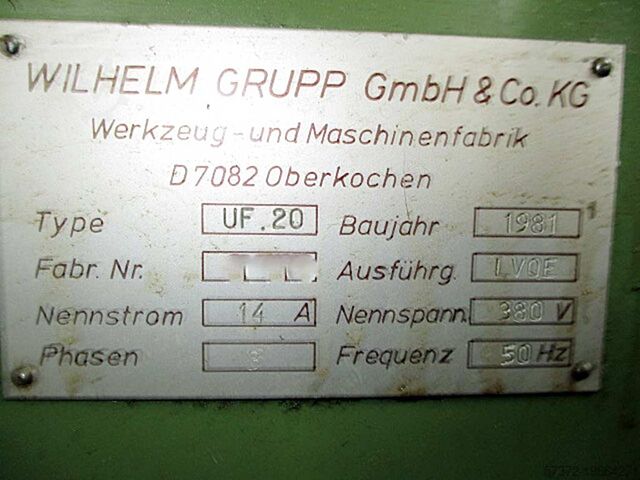 WILHELM GRUPP GmbH & Co. KG
Werkzeug-und Maschinenfabrik
D7082 Oberkochen
Type UF.20 Baujahr 1981
Fabr. Nr. Ausführg. LVOE
Nennstrom 14 A Nennspann. 380 V
Phasen 3 Frequenz 50 Hz